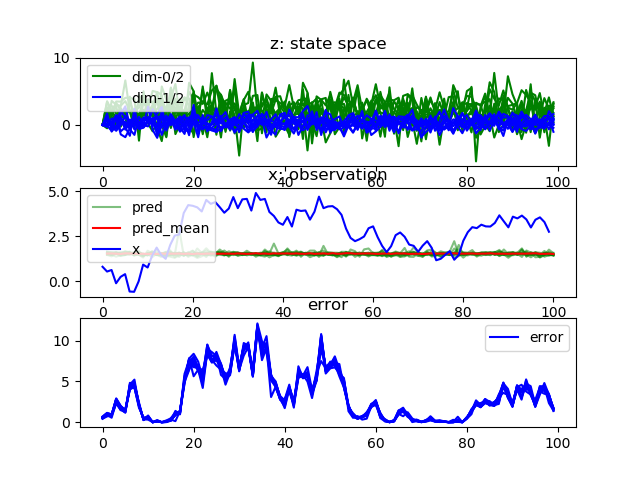 z: state space
10
0
dim-0/2
dim-1/2
0 20 40 60 80 100
x: observation
5.0
2.5
0.0
pred
pred_mean
x
0 20 40 60 80 100
error
10
5
0
error
0 20 40 60 80 100